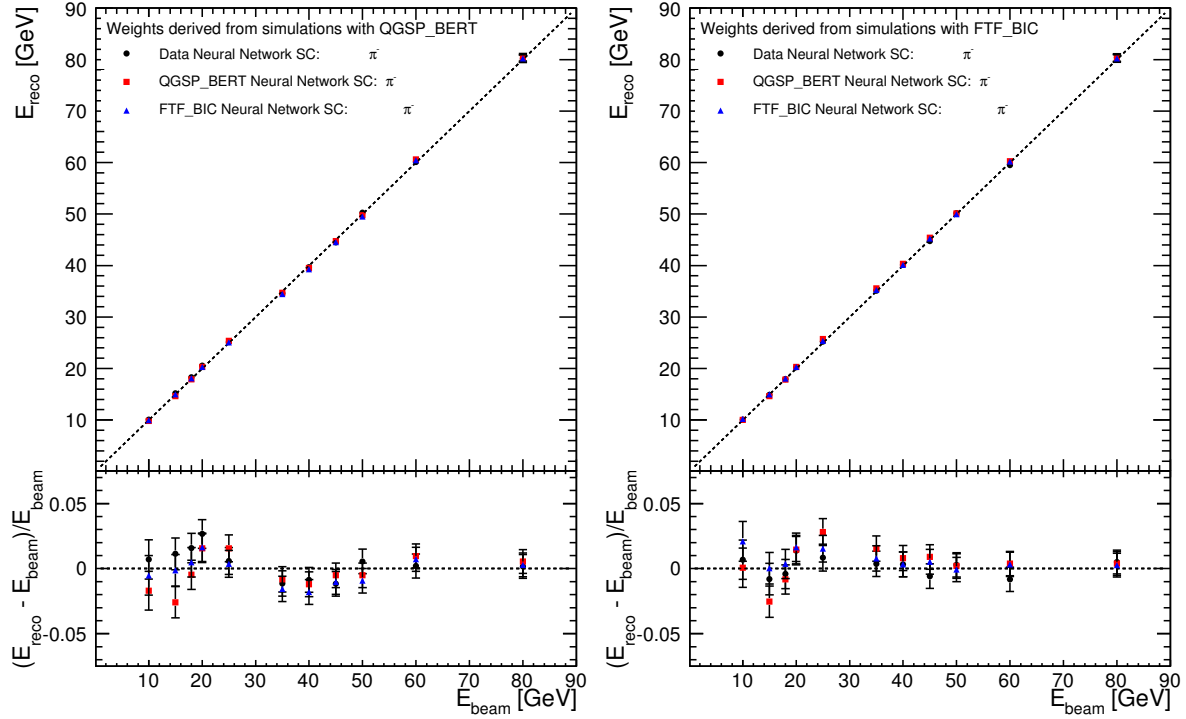 Weights derived from simulations with QGSP_BERT
Data Neural Network SC: π-
QGSP_BERT Neural Network SC: π-
FTF_BIC Neural Network SC: π-
E_reco [GeV]
90
80
70
60
50
40
30
20
10
(E_reco - E_beam)/E_beam
0.05
0
-0.05
10 20 30 40 50 60 70 80 90
E_beam [GeV]
Weights derived from simulations with FTF_BIC
Data Neural Network SC: π-
QGSP_BERT Neural Network SC: π-
FTF_BIC Neural Network SC: π-
E_reco [GeV]
90
80
70
60
50
40
30
20
10
(E_reco - E_beam)/E_beam
0.05
0
-0.05
10 20 30 40 50 60 70 80 90
E_beam [GeV]